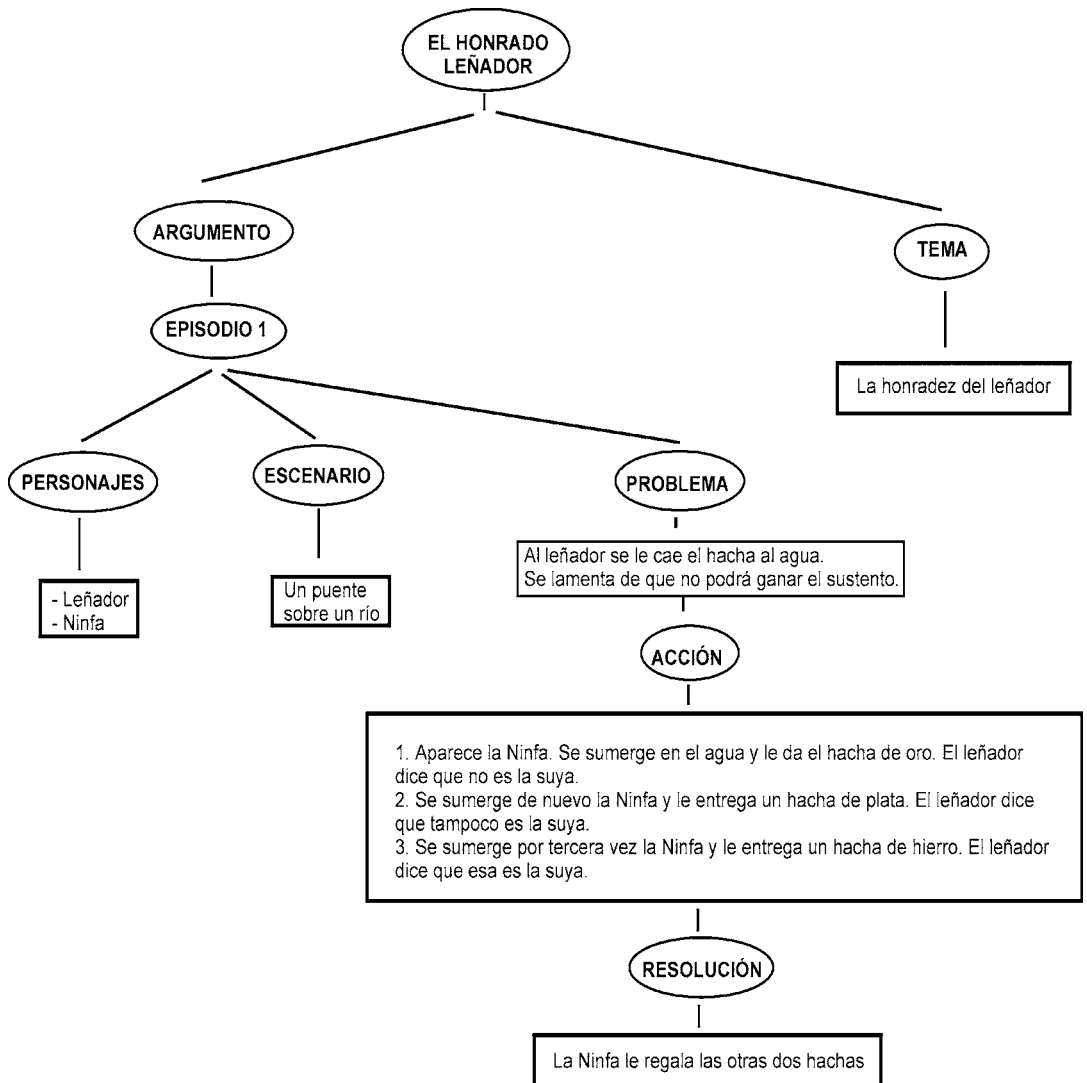 EL HONRADO
LEÑADOR
ARGUMENTO
TEMA
EPISODIO 1
La honradez del leñador
PERSONAJES
ESCENARIO
PROBLEMA
- Leñador
- Ninfa
Un puente
sobre un río
Al leñador se le cae el hacha al agua.
Se lamenta de que no podrá ganar el sustento.
ACCIÓN
1. Aparece la Ninfa. Se sumerge en el agua y le da el hacha de oro. El leñador
dice que no es la suya.
2. Se sumerge de nuevo la Ninfa y le entrega un hacha de plata. El leñador dice
que tampoco es la suya.
3. Se sumerge por tercera vez la Ninfa y le entrega un hacha de hierro. El leñador
dice que esa es la suya.
RESOLUCIÓN
La Ninfa le regala las otras dos hachas